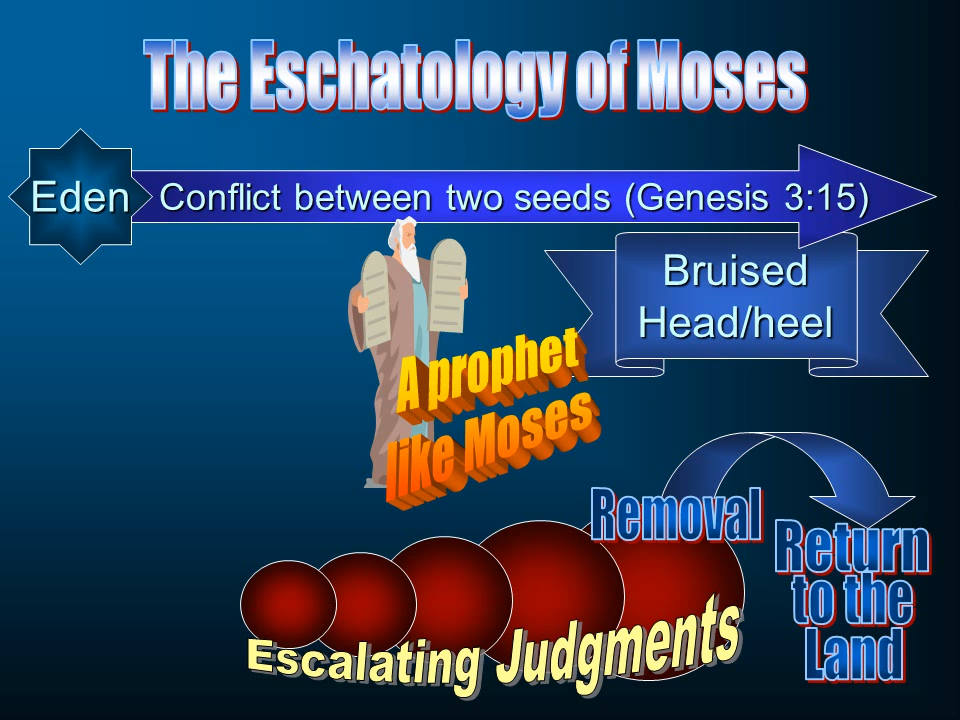 The Eschatology of Moses
Eden
Conflict between two seeds (Genesis 3:15)
Bruised
Head/heel
A prophet
like Moses
Removal
Return
to the
Land
Escalating Judgments